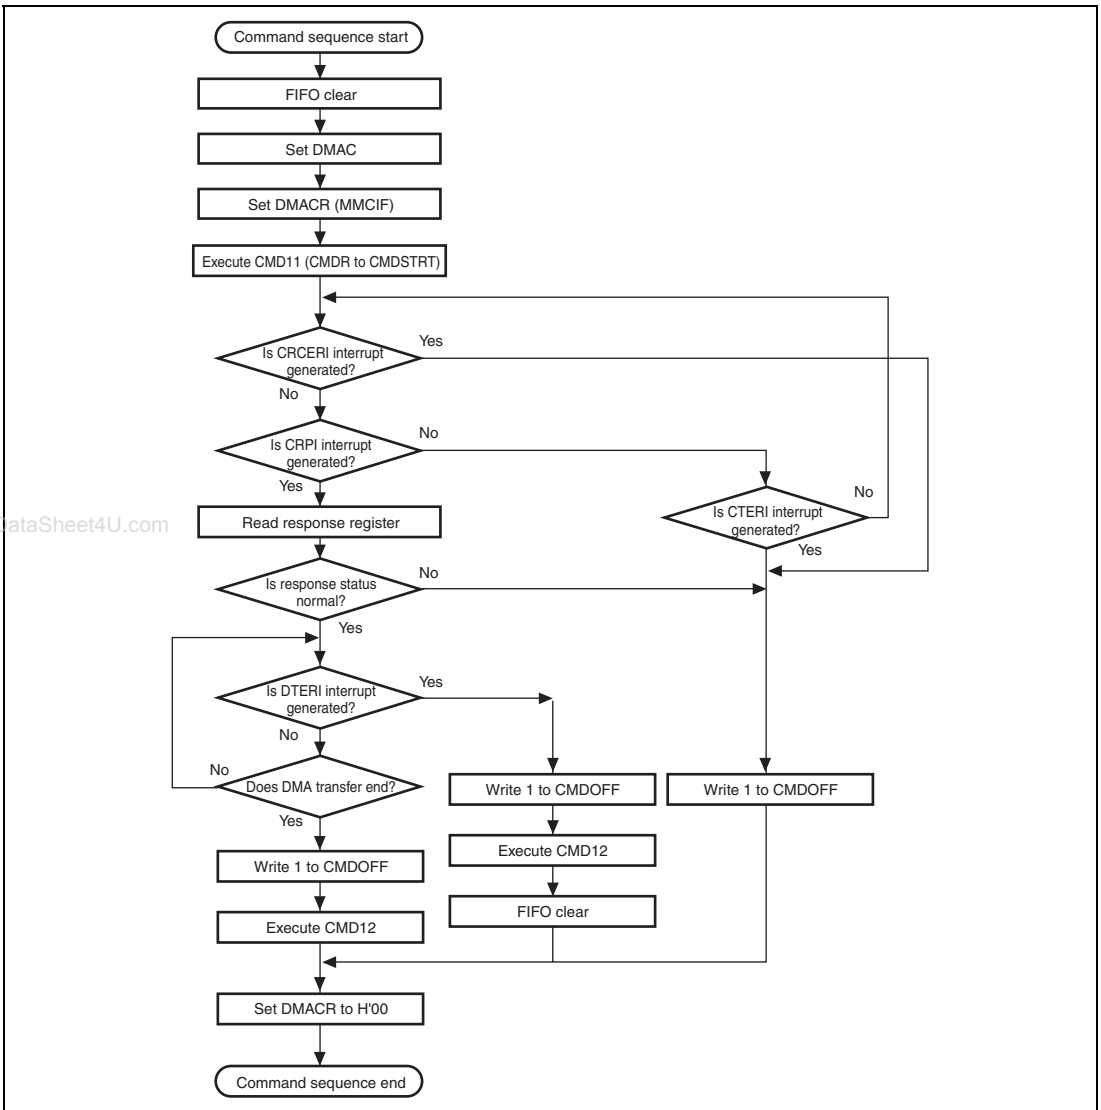 Command sequence start
FIFO clear
Set DMAC
Set DMACR (MMCIF)
Execute CMD11 (CMDR to CMDSTRT)
Is CRCERI interrupt
generated?
Yes
No
Is CRPI interrupt
generated?
No
Yes
Is CTERI interrupt
generated?
No
Yes
Read response register
Is response status
normal?
No
Yes
Is DTERI interrupt
generated?
Yes
No
Does DMA transfer end?
No
Yes
Write 1 to CMDOFF
Execute CMD12
Write 1 to CMDOFF
Execute CMD12
FIFO clear
Write 1 to CMDOFF
Set DMACR to H'00
Command sequence end
ataSheet4U.com